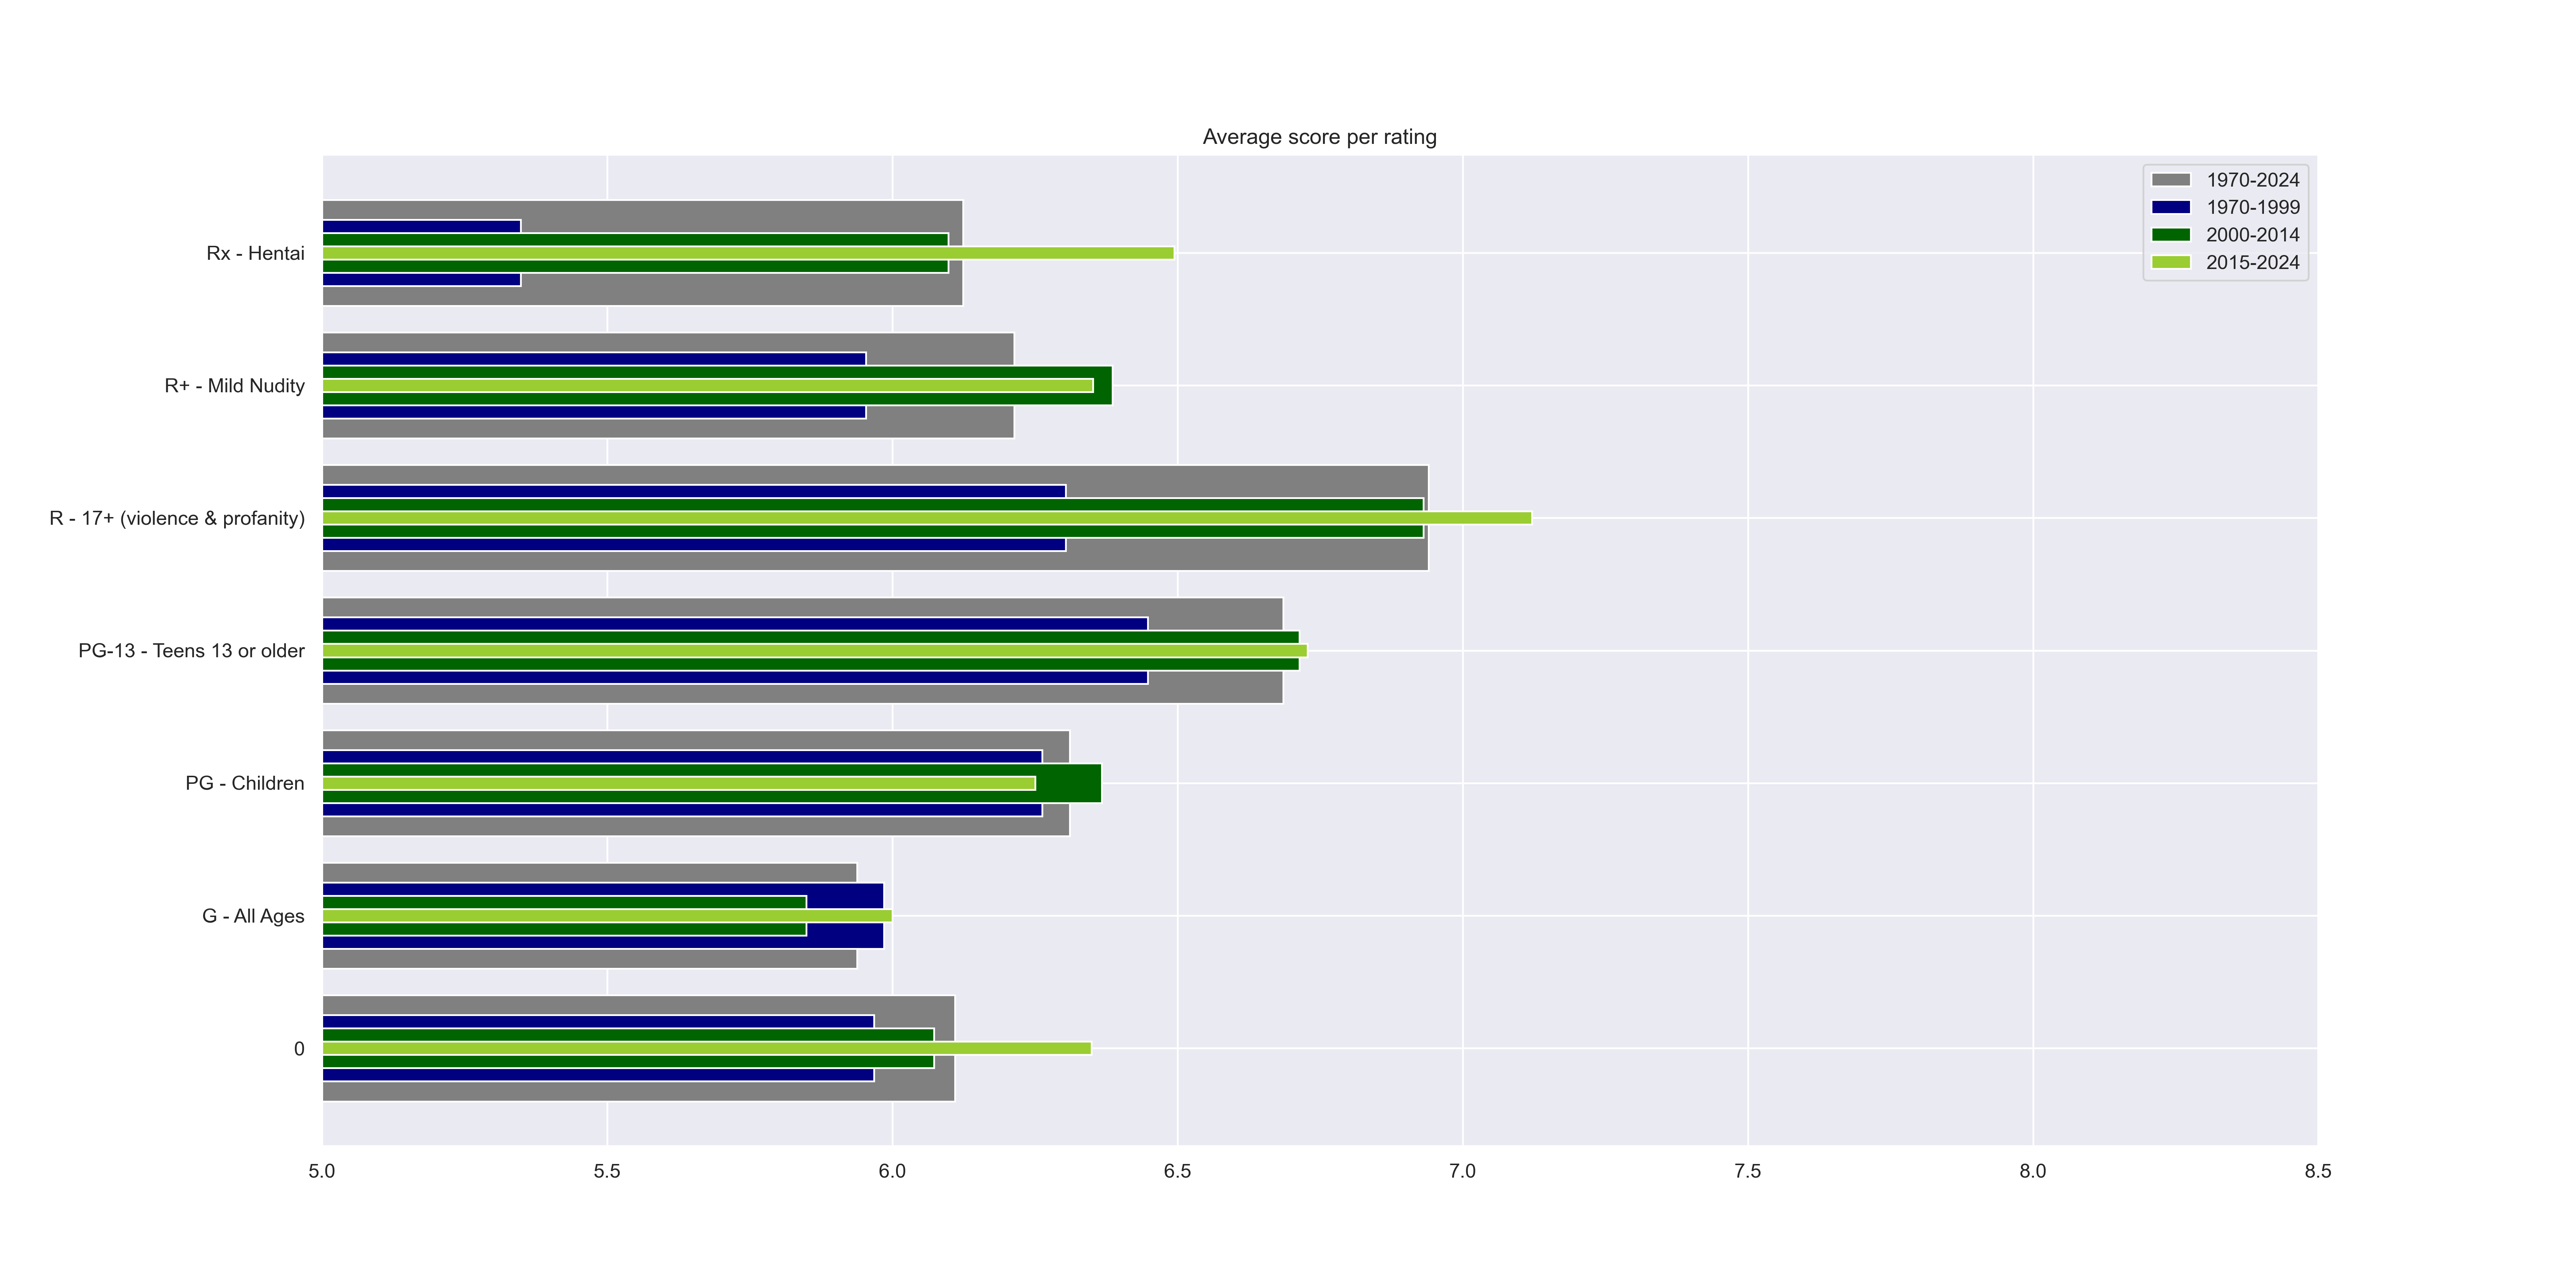 Average score per rating
1970-2024
1970-1999
2000-2014
2015-2024
Rx - Hentai
R+ - Mild Nudity
R - 17+ (violence & profanity)
PG-13 - Teens 13 or older
PG - Children
G - All Ages
0
5.0 5.5 6.0 6.5 7.0 7.5 8.0 8.5